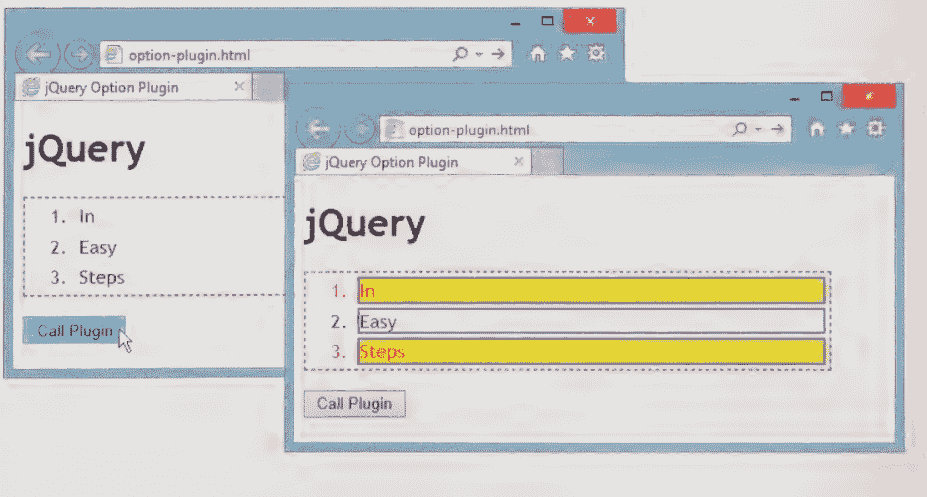 option-plugin.html
jQuery Option Plugin
jQuery
1. In
2. Easy
3. Steps
Call Plugin
option-plugin.html
jQuery Option Plugin
jQuery
1. In
2. Easy
3. Steps
Call Plugin